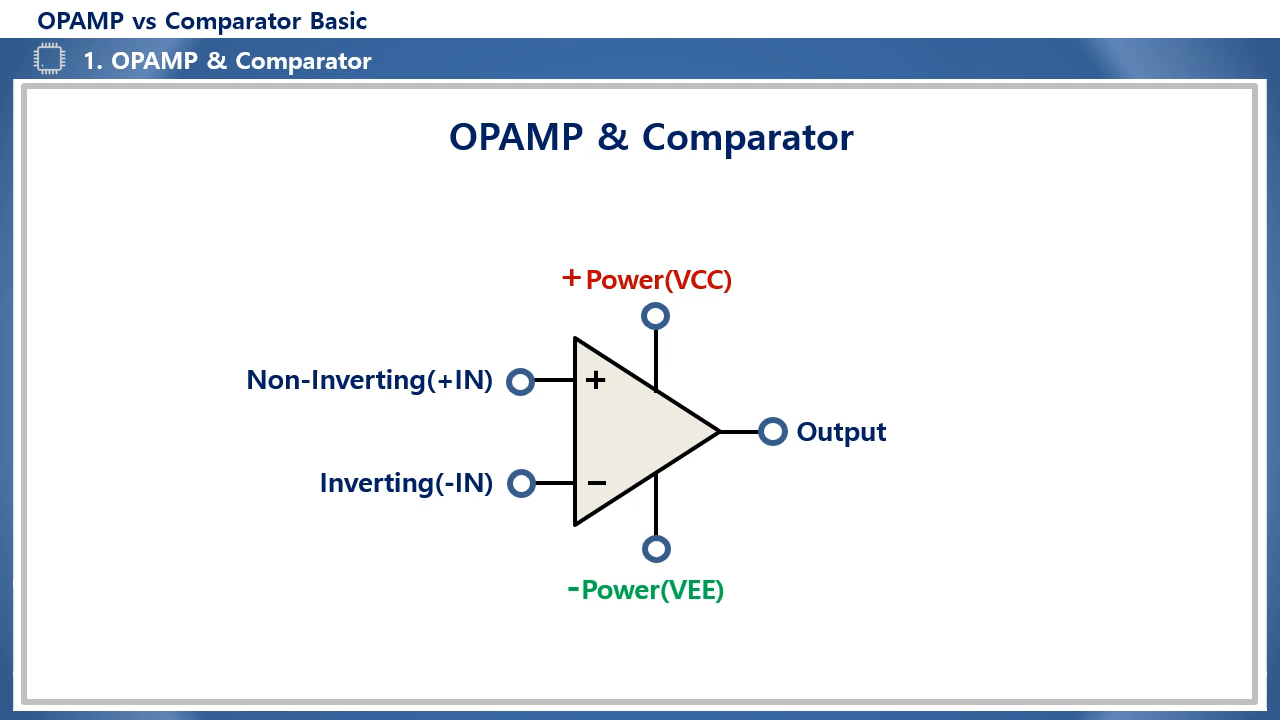 OPAMP vs Comparator Basic
1. OPAMP & Comparator
OPAMP & Comparator
+Power(VCC)
Non-Inverting(+IN)
+
Output
Inverting(-IN)
−
-Power(VEE)